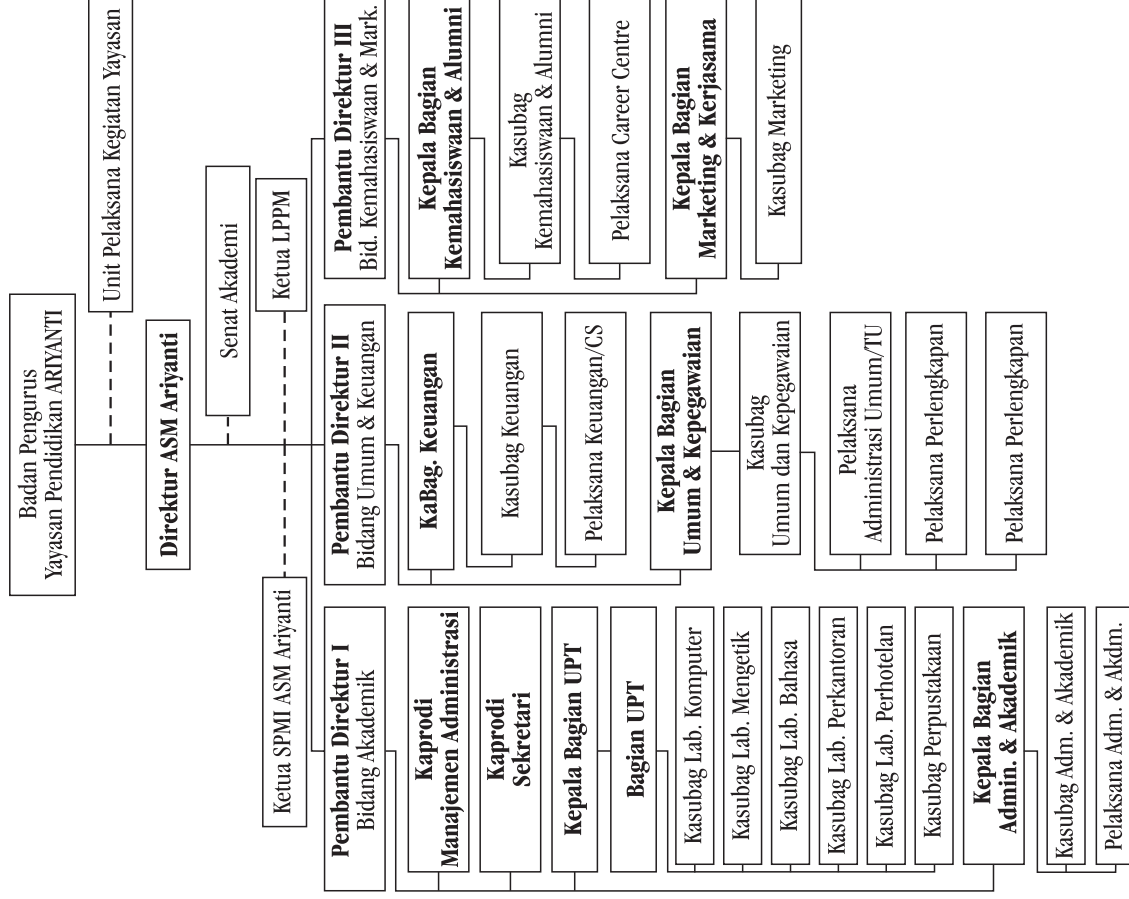 Badan Pengurus
Yayasan Pendidikan ARIYANTI
Unit Pelaksana Kegiatan Yayasan
Direktur ASM Ariyanti
Senat Akademi
Ketua SPMI ASM Ariyanti
Ketua LPPM
Pembantu Direktur I
Bidang Akademik
Kaprodi
Manajemen Administrasi
Kaprodi
Sekretari
Kepala Bagian UPT
Bagian UPT
Kasubag Lab. Komputer
Kasubag Lab. Mengetik
Kasubag Lab. Bahasa
Kasubag Lab. Perkantoran
Kasubag Lab. Perhotelan
Kasubag Perpustakaan
Kepala Bagian
Admin. & Akademik
Kasubag Adm. & Akademik
Pelaksana Adm. & Akdm.
Pembantu Direktur II
Bidang Umum & Keuangan
KaBag. Keuangan
Kasubag Keuangan
Pelaksana Keuangan/CS
Kepala Bagian
Umum & Kepegawaian
Kasubag
Umum dan Kepegawaian
Pelaksana
Administrasi Umum/TU
Pelaksana Perlengkapan
Pelaksana Perlengkapan
Pembantu Direktur III
Bid. Kemahasiswaan & Mark.
Kepala Bagian
Kemahasiswaan & Alumni
Kasubag
Kemahasiswaan & Alumni
Pelaksana Career Centre
Kepala Bagian
Marketing & Kerjasama
Kasubag Marketing